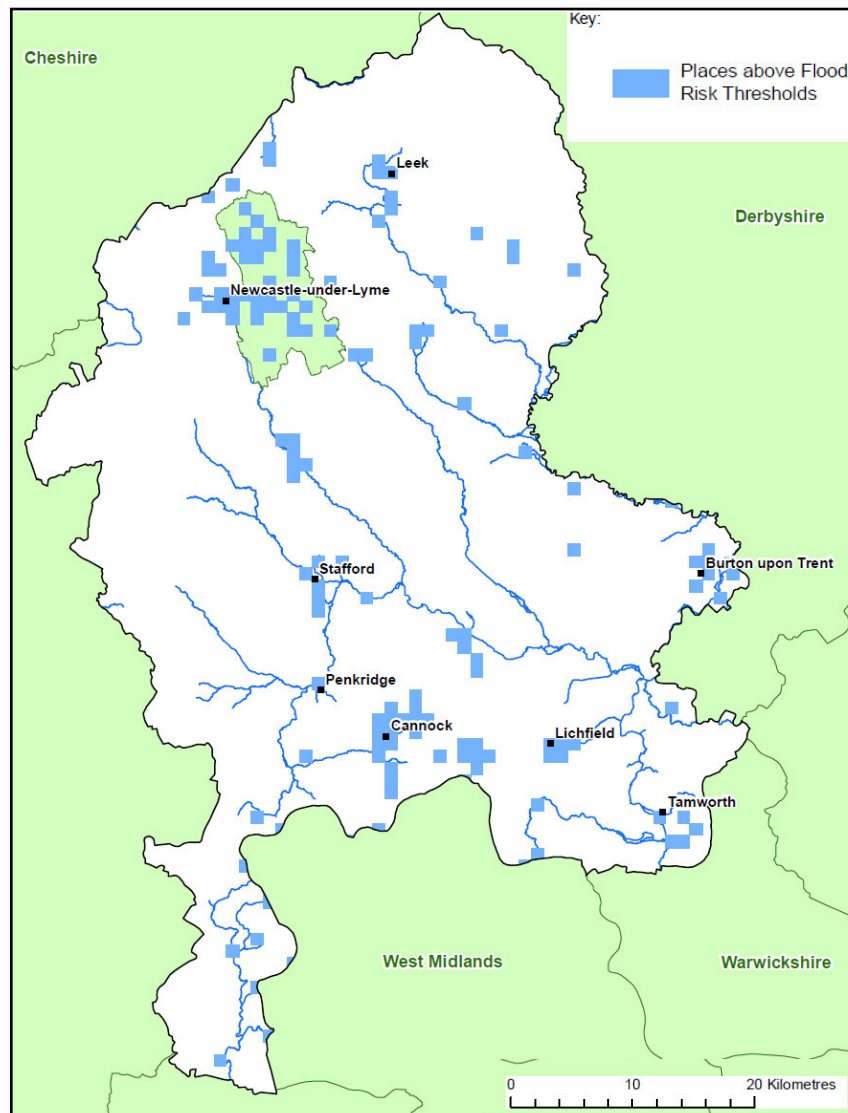 Key:
Places above Flood
Risk Thresholds
Cheshire
Leek
Derbyshire
Newcastle-under-Lyme
Stafford
Burton upon Trent
Penkridge
Cannock
Lichfield
Tamworth
West Midlands
Warwickshire
0 10 20 Kilometres